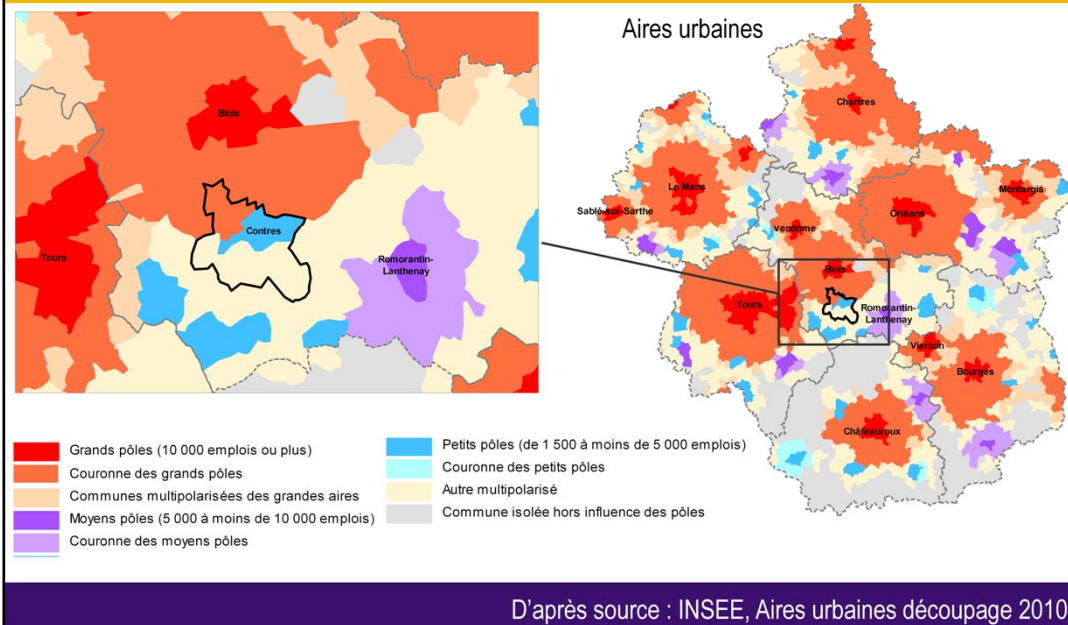 Aires urbaines
Blois
Tours
Contres
Romorantin-
Lanthenay
Chartres
Le Mans
Sablé-sur-Sarthe
Vendome
Orléans
Montargis
Blois
Tours
Romorantin-
Lanthenay
Vierzon
Bourges
Châteauroux
Grands pôles (10 000 emplois ou plus)
Couronne des grands pôles
Communes multipolarisées des grandes aires
Moyens pôles (5 000 à moins de 10 000 emplois)
Couronne des moyens pôles
Petits pôles (de 1 500 à moins de 5 000 emplois)
Couronne des petits pôles
Autre multipolarisé
Commune isolée hors influence des pôles
D'après source : INSEE, Aires urbaines découpage 2010